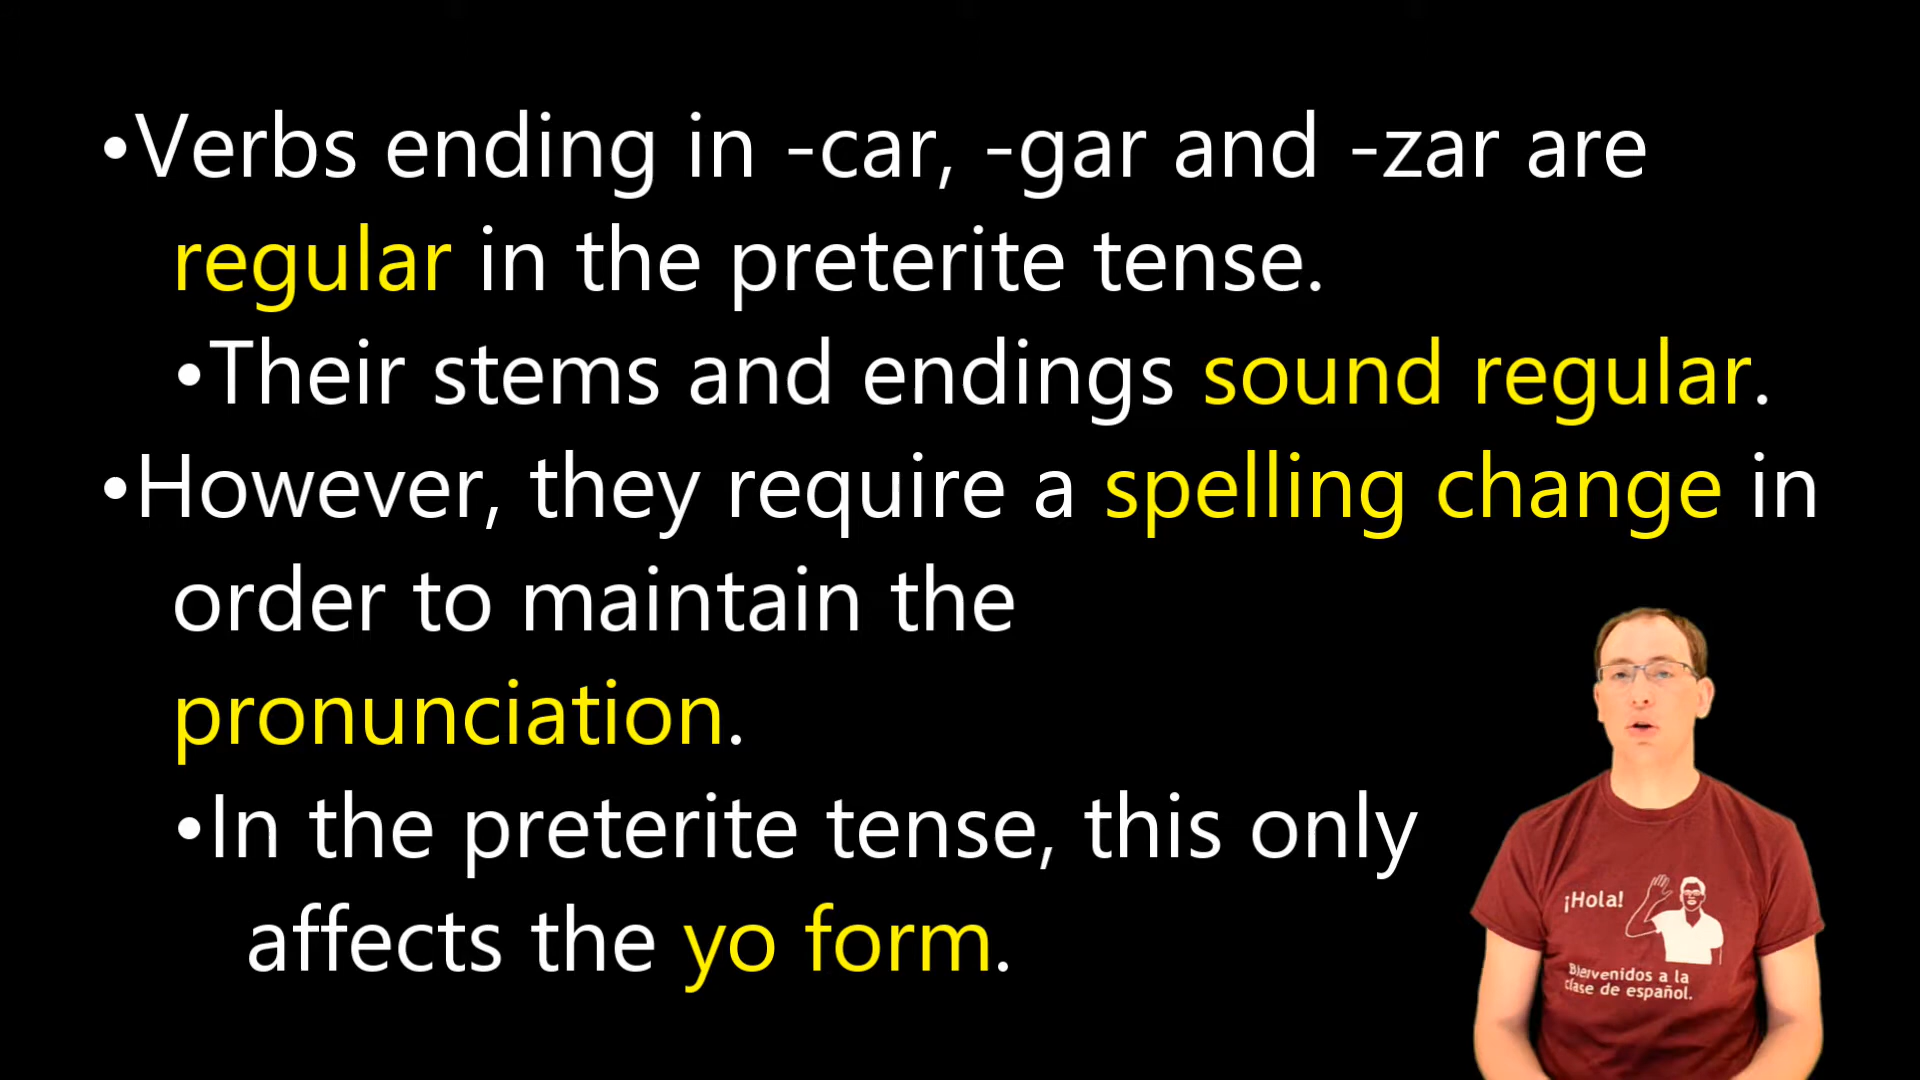 •Verbs ending in -car, -gar and -zar are
regular in the preterite tense.
•Their stems and endings sound regular.
•However, they require a spelling change in
order to maintain the
pronunciation.
•In the preterite tense, this only
affects the yo form.
¡Hola!
Bienvenidos a la
clase de español.